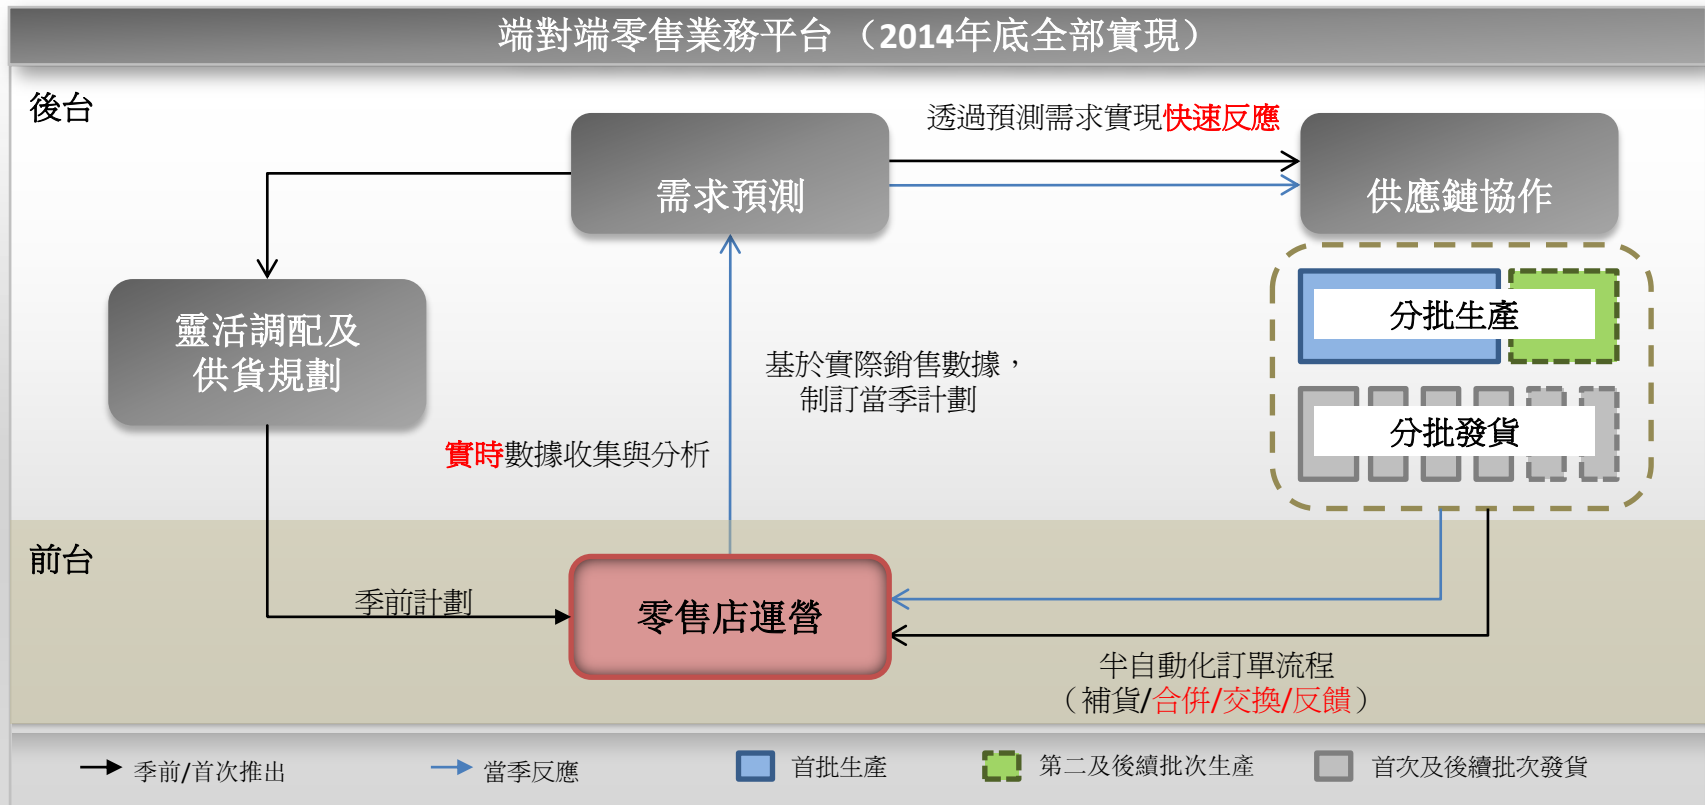 端對端零售業務平台 （2014年底全部實現）
後台
透過預測需求實現快速反應
需求預測
供應鏈協作
靈活調配及
供貨規劃
分批生產
基於實際銷售數據，
制訂當季計劃
分批發貨
實時數據收集與分析
前台
季前計劃
零售店運營
半自動化訂單流程
（補貨/合併/交換/反饋）
季前/首次推出
當季反應
首批生產
第二及後續批次生產
首次及後續批次發貨